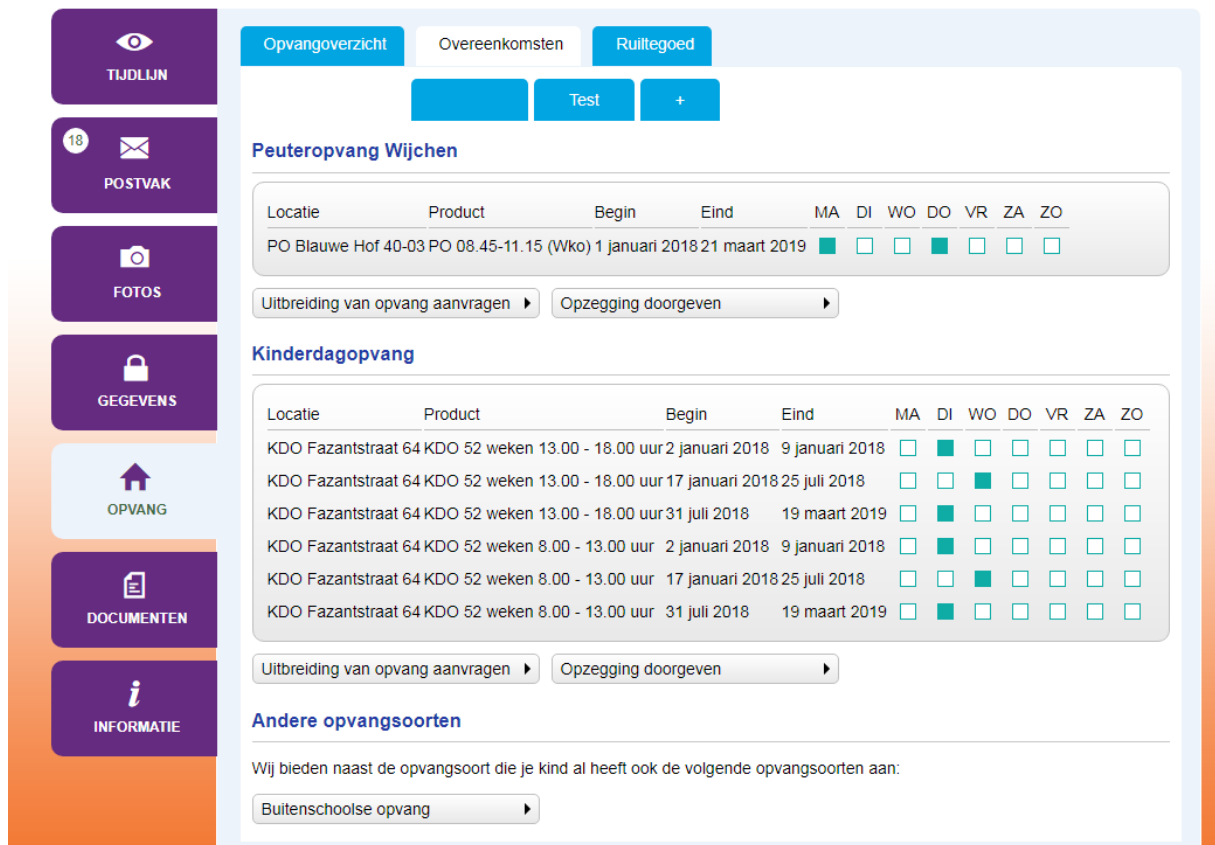 TIJDLIJN
18
POSTVAK
FOTOS
GEGEVENS
OPVANG
DOCUMENTEN
i
INFORMATIE
Opvangoverzicht Overeenkomsten Ruiltegoed
Test +
Peuteropvang Wijchen
Locatie Product Begin Eind MA DI WO DO VR ZA ZO
PO Blauwe Hof 40-03 PO 08.45-11.15 (Wko) 1 januari 2018 21 maart 2019
Uitbreiding van opvang aanvragen Opzegging doorgeven
Kinderdagopvang
Locatie Product Begin Eind MA DI WO DO VR ZA ZO
KDO Fazantstraat 64 KDO 52 weken 13.00 - 18.00 uur 2 januari 2018 9 januari 2018
KDO Fazantstraat 64 KDO 52 weken 13.00 - 18.00 uur 17 januari 2018 25 juli 2018
KDO Fazantstraat 64 KDO 52 weken 13.00 - 18.00 uur 31 juli 2018 19 maart 2019
KDO Fazantstraat 64 KDO 52 weken 8.00 - 13.00 uur 2 januari 2018 9 januari 2018
KDO Fazantstraat 64 KDO 52 weken 8.00 - 13.00 uur 17 januari 2018 25 juli 2018
KDO Fazantstraat 64 KDO 52 weken 8.00 - 13.00 uur 31 juli 2018 19 maart 2019
Uitbreiding van opvang aanvragen Opzegging doorgeven
Andere opvangsoorten
Wij bieden naast de opvangsoort die je kind al heeft ook de volgende opvangsoorten aan:
Buitenschoolse opvang